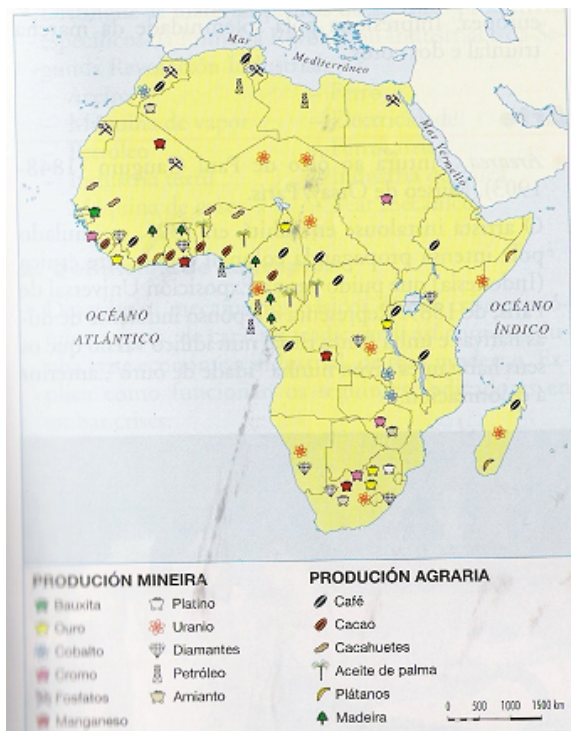 Mar Mediterráneo
Mar Vermello
OCÉANO
ATLÁNTICO
OCÉANO
ÍNDICO
PRODUCIÓN MINEIRA
Bauxita
Ouro
Cobalto
Cromo
Fosfatos
Manganeso
Platino
Uranio
Diamantes
Petróleo
Amianto
PRODUCIÓN AGRARIA
Café
Cacao
Cacahuetes
Aceite de palma
Plátanos
Madeira
0 500 1000 1500 km